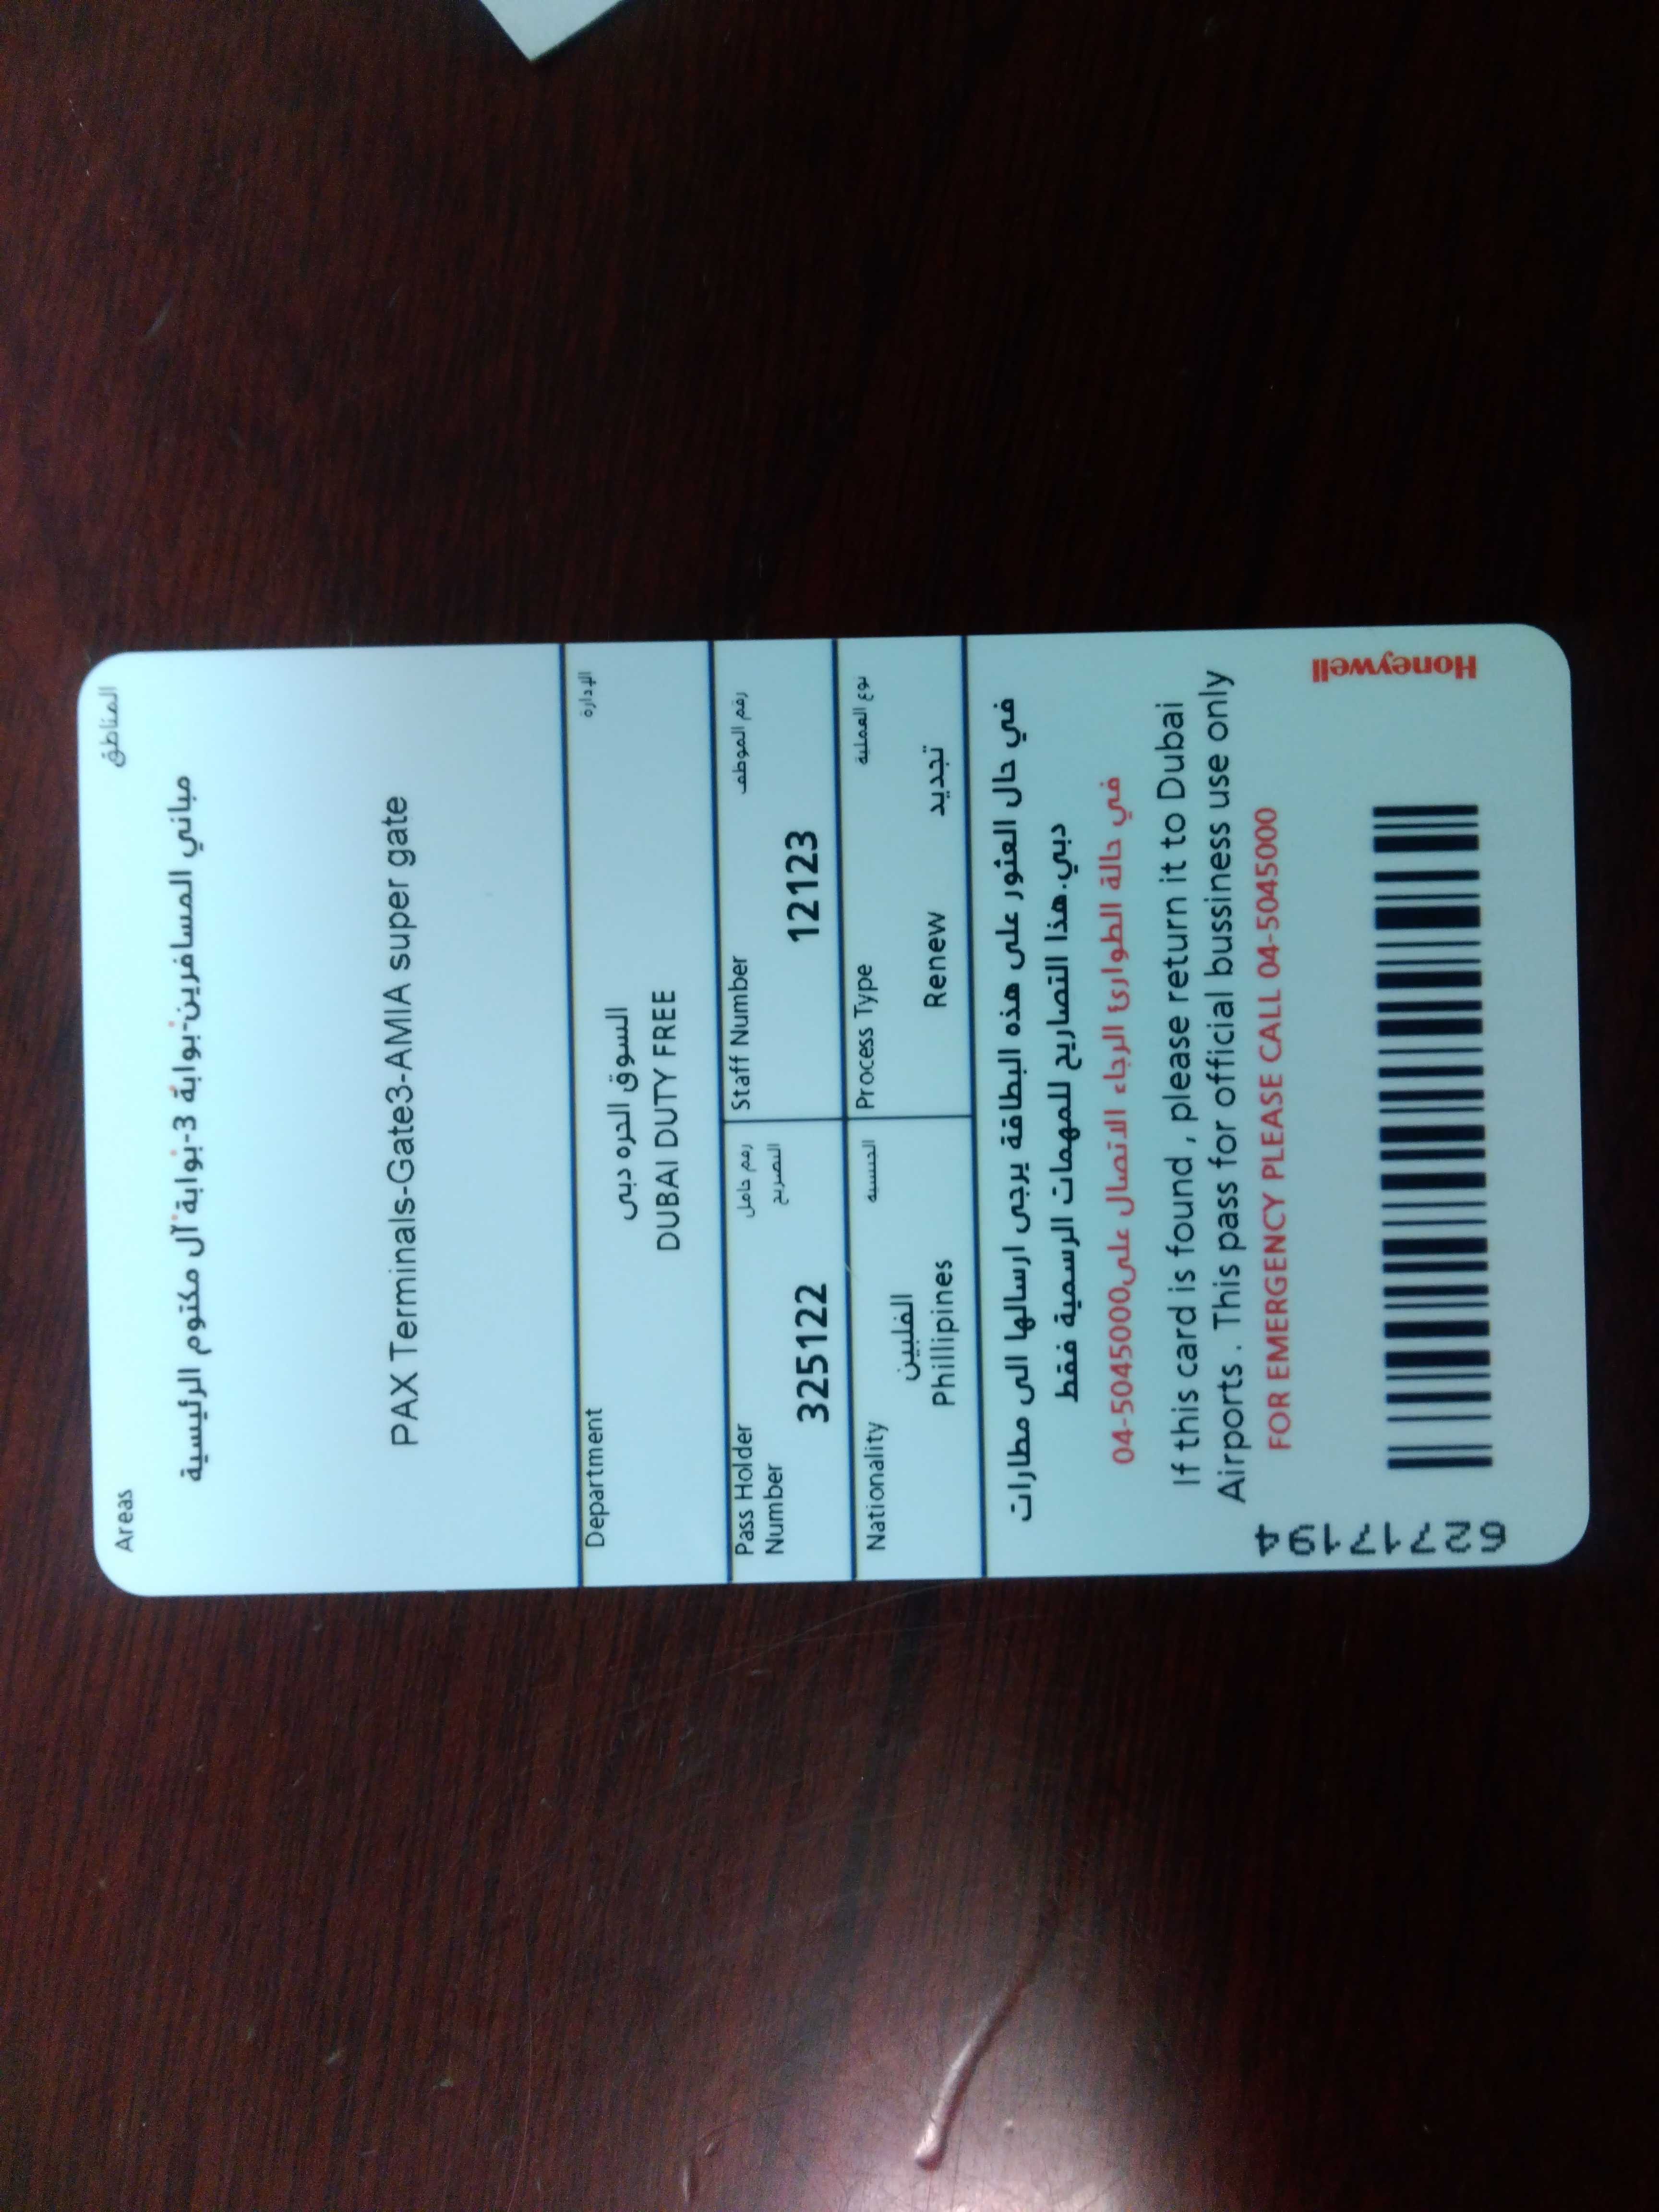 Areas المناطق
مباني المسافرين-بوابة 3-بوابة آل مكتوم الرئيسية
PAX Terminals-Gate3-AMIA super gate
Department الإدارة
السوق الحره دبى
DUBAI DUTY FREE
Pass Holder Number رقم حامل التصريح
325122
Staff Number رقم الموظف
12123
Nationality الجنسية
الفلبين
Phillipines
Process Type نوع العملية
Renew تجديد
في حال العثور على هذه البطاقة يرجى ارسالها الى مطارات
دبي.هذا التصاريح للمهمات الرسمية فقط
في حالة الطوارئ الرجاء الاتصال على04-5045000
If this card is found , please return it to Dubai
Airports . This pass for official bussiness use only
FOR EMERGENCY PLEASE CALL 04-5045000
Honeywell